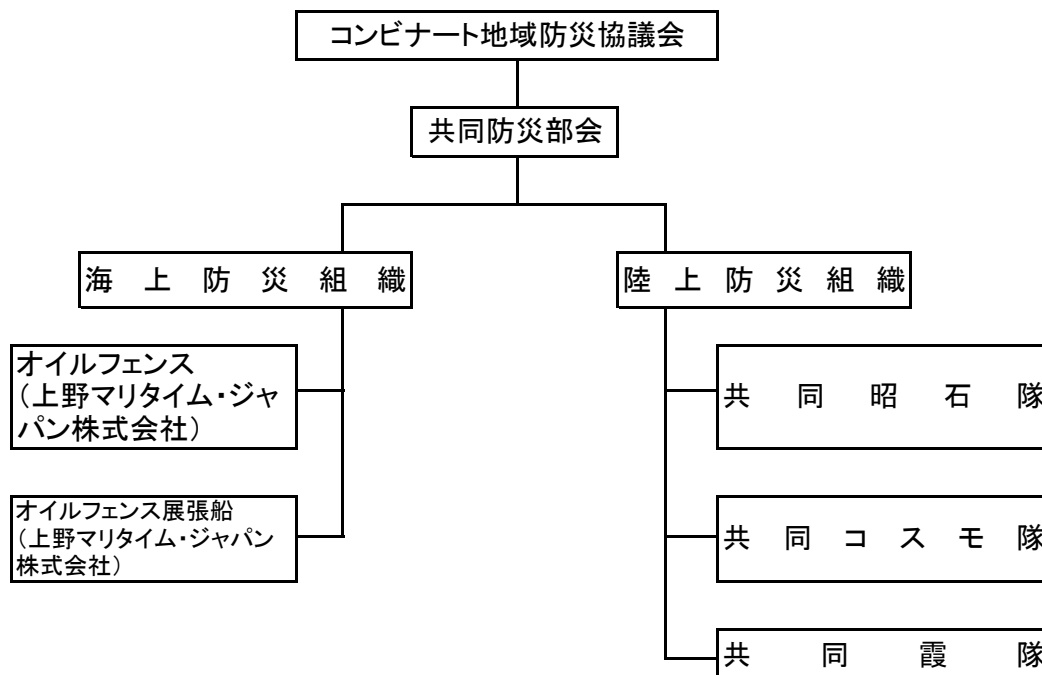 コンビナート地域防災協議会
共同防災部会
海上防災組織
陸上防災組織
オイルフェンス
(上野マリタイム・ジャ
パン株式会社)
共同昭石隊
オイルフェンス展張船
(上野マリタイム・ジャパン
株式会社)
共同コスモ隊
共同霞隊